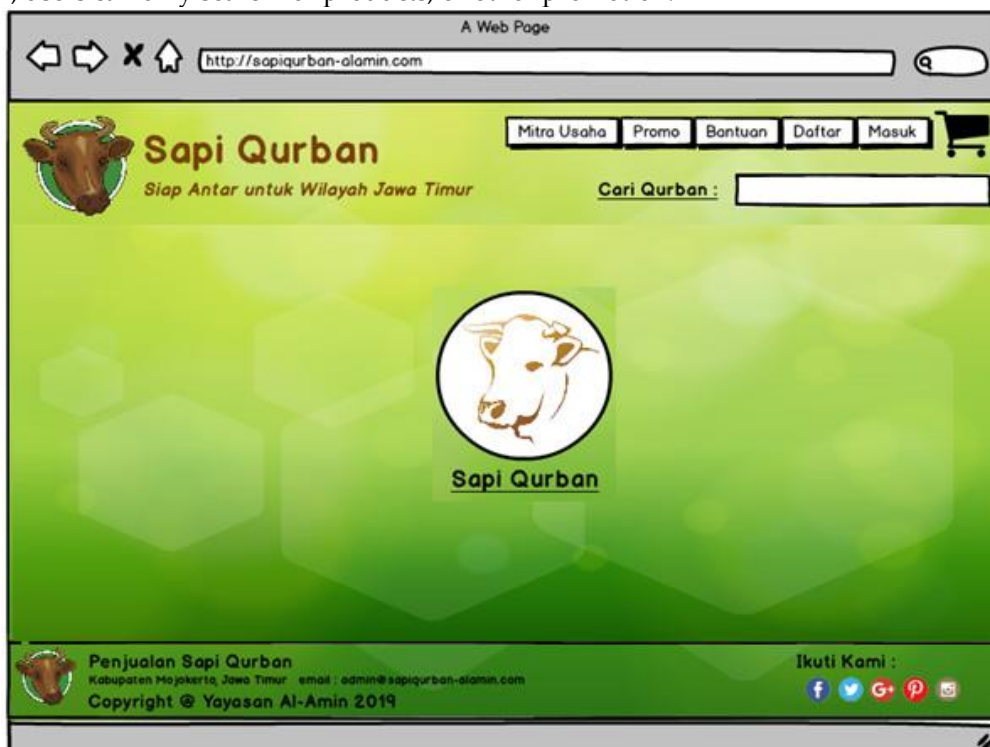 A Web Page
http://sapiqurban-alamin.com
Mitra Usaha Promo Bantuan Daftar Masuk
Sapi Qurban
Siap Antar untuk Wilayah Jawa Timur
Cari Qurban :
Sapi Qurban
Penjualan Sapi Qurban
Kabupaten Mojokerto, Jawa Timur email : admin@sapiqurban-alamin.com
Copyright @ Yayasan Al-Amin 2019
Ikuti Kami :